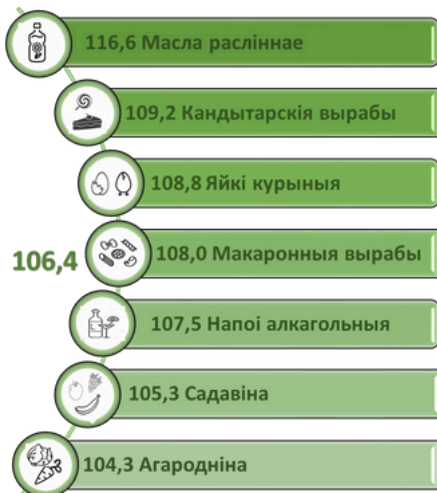 116,6 Масла расліннае
109,2 Кандытарскія вырабы
108,8 Яйкі курыныя
106,4
108,0 Макаронныя вырабы
107,5 Напоі алкагольныя
105,3 Садавіна
104,3 Агародніна